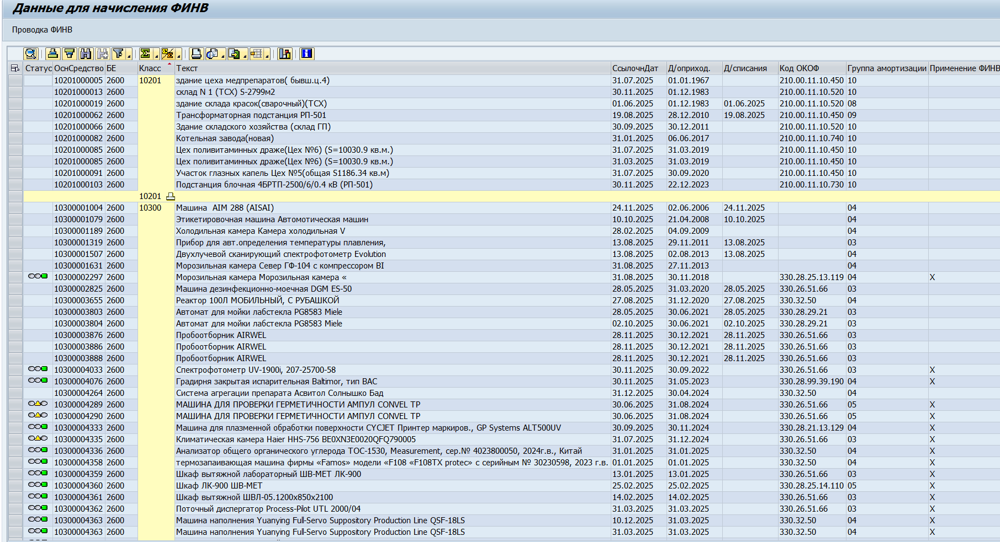 Данные для начисления ФИНВ
Проводка ФИНВ
Статус ОснСредство БЕ Класс Текст СсылочнДат Д/оприход. Д/списания Код ОКОФ Группа амортизации Применение ФИНВ
10201000005 2600 10201 здание цеха медпрепаратов( бывш.ц.4) 31.07.2025 01.01.1967 210.00.11.10.450 10
10201000013 2600 склад N 1 (ТСХ) S-2799м2 30.11.2025 01.12.1983 210.00.11.10.520 10
10201000019 2600 здание склада красок(сварочный)(ТСХ) 01.06.2025 01.12.1983 01.06.2025 210.00.11.10.520 08
10201000062 2600 Трансформаторная подстанция РП-501 19.08.2025 28.12.2010 19.08.2025 210.00.11.10.450 09
10201000066 2600 Здание складского хозяйства (склад ГП) 30.09.2025 30.12.2011 210.00.11.10.520 10
10201000082 2600 Котельная завода(новая) 31.01.2025 06.06.2017 210.00.11.10.740 10
10201000085 2600 Цех поливитаминных драже(Цех №6) (S=10030.9 кв.м.) 31.07.2025 31.03.2019 210.00.11.10.450 10
10201000085 2600 Цех поливитаминных драже(Цех №6) (S=10030.9 кв.м.) 31.03.2025 31.03.2019 210.00.11.10.450 10
10201000091 2600 Участок глазных капель Цех №5(общая S1186.34 кв.м) 31.07.2025 30.09.2020 210.00.11.10.450 10
10201000103 2600 Подстанция блочная 4БРТП-2500/6/0.4 кВ (РП-501) 30.11.2025 22.12.2023 210.00.11.10.730 10
10201
10300001004 2600 10300 Машина AIM 288 (AISAI) 24.11.2025 02.06.2006 24.11.2025 04
10300001079 2600 Этикетировочная машина Автомотическая машин 10.10.2025 21.04.2008 10.10.2025 04
10300001189 2600 Холодильная камера Камера холодильная V 28.02.2025 04.09.2009 04
10300001319 2600 Прибор для авт.определения температуры плавления, 13.08.2025 29.11.2011 13.08.2025 03
10300001507 2600 Двухлучевой сканирующий спектрофотометр Evolution 13.08.2025 02.08.2013 13.08.2025 04
10300001631 2600 Морозильная камера Север ГФ-104 с компрессором BI 31.08.2025 27.11.2013 04
10300002297 2600 Морозильная камера Морозильная камера « 31.08.2025 30.11.2018 330.28.25.13.119 04 X
10300002825 2600 Машина дезинфекционно-моечная DGM ES-50 28.05.2025 31.03.2020 28.05.2025 330.26.51.66 03
10300003655 2600 Реактор 100Л МОБИЛЬНЫЙ, С РУБАШКОЙ 27.08.2025 31.12.2020 27.08.2025 330.32.50 04
10300003803 2600 Автомат для мойки лабстекла PG8583 Miele 28.05.2025 30.06.2021 28.05.2025 330.28.29.21 03
10300003804 2600 Автомат для мойки лабстекла PG8583 Miele 02.10.2025 30.06.2021 02.10.2025 330.28.29.21 03
10300003876 2600 Пробоотборник AIRWEL 28.11.2025 30.12.2021 28.11.2025 330.26.51.66 03
10300003886 2600 Пробоотборник AIRWEL 28.11.2025 30.12.2021 28.11.2025 330.26.51.66 03
10300003888 2600 Пробоотборник AIRWEL 28.11.2025 30.12.2021 28.11.2025 330.26.51.66 03
10300004033 2600 Спектрофотометр UV-1900i, 207-25700-58 30.11.2025 30.09.2022 330.26.51.66 03 X
10300004076 2600 Градирня закрытая испарительная Baltimor, тип ВАС 30.11.2025 31.05.2023 330.28.99.39.190 04 X
10300004264 2600 Система агрегации препарата Асвитол Солнышко Бад 31.12.2025 30.04.2024 330.32.50 04
10300004289 2600 МАШИНА ДЛЯ ПРОВЕРКИ ГЕРМЕТИЧНОСТИ АМПУЛ CONVEL TP 30.06.2025 31.08.2024 330.26.51.66 05 X
10300004290 2600 МАШИНА ДЛЯ ПРОВЕРКИ ГЕРМЕТИЧНОСТИ АМПУЛ CONVEL TP 30.06.2025 31.08.2024 330.26.51.66 05 X
10300004333 2600 Машина для плазменной обработки поверхности CYCJET Принтер маркиров., GP Systems ALT500UV 30.09.2025 30.11.2024 330.28.21.13.129 04 X
10300004335 2600 Климатическая камера Haier HHS-756 BE0XN3E0020QFQ790005 31.07.2025 31.12.2024 330.26.51.66 03 X
10300004336 2600 Анализатор общего органического углерода TOC-1530, Measurement, сер.№ 4023800050, 2024г.в., Китай 31.01.2025 31.01.2025 330.32.50 04 X
10300004358 2600 термозапаивающая машина фирмы «Famos» модели «F108 «F108TX protec» с серийным № 30230598, 2023 г.в. 01.01.2025 01.01.2025 330.32.50 04 X
10300004359 2600 Шкаф вытяжной лабораторный ШВ-МЕТ ЛК-900 13.01.2025 13.01.2025 330.26.51.66 03 X
10300004360 2600 Шкаф ЛК-900 ШВ-МЕТ 25.02.2025 25.02.2025 330.28.25.14.110 05 X
10300004361 2600 Шкаф вытяжной ШВЛ-05.1200х850х2100 14.02.2025 14.02.2025 330.26.51.66 03 X
10300004362 2600 Поточный диспергатор Process-Pilot UTL 2000/04 31.03.2025 31.03.2025 330.26.51.66 03 X
10300004363 2600 Машина наполнения Yuanying Full-Servo Suppository Production Line QSF-18LS 10.12.2025 31.03.2025 330.32.50 04 X
10300004363 2600 Машина наполнения Yuanying Full-Servo Suppository Production Line QSF-18LS 31.03.2025 31.03.2025 330.32.50 04 X